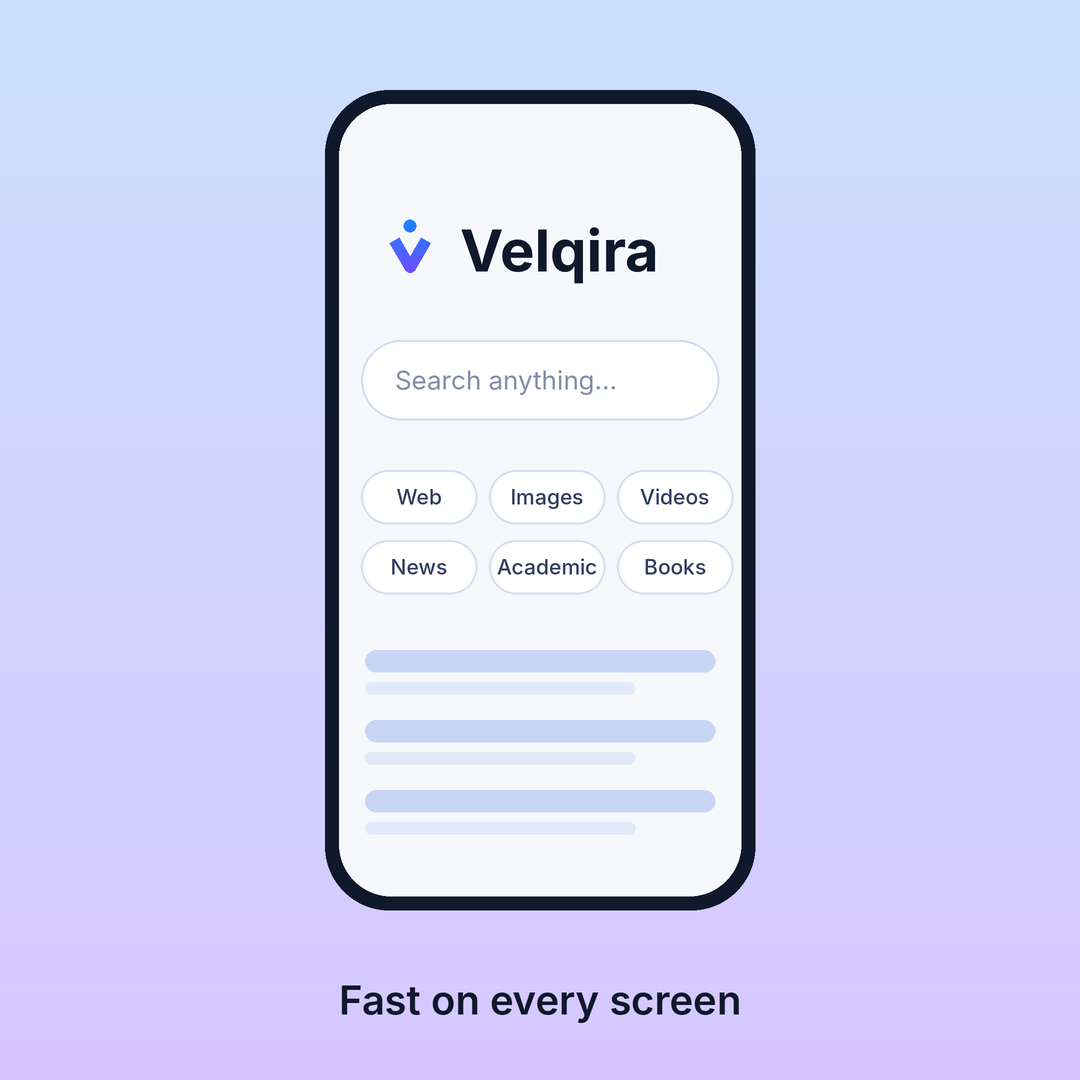 Velqira
Search anything...
Web Images Videos
News Academic Books
Fast on every screen